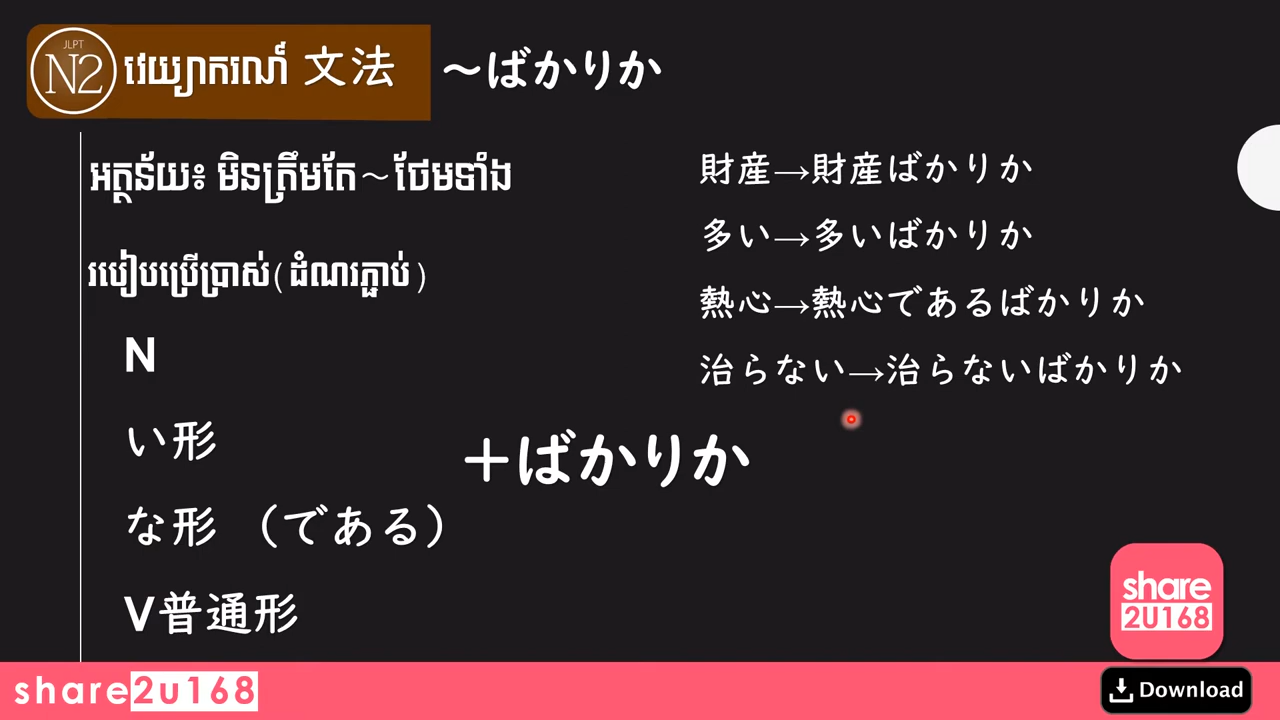 JLPT
N2 វេយ្យាករណ៍ 文法 ～ばかりか
អត្ថន័យ៖ មិនត្រឹមតែ～ថែមទាំង
របៀបប្រើប្រាស់(ដំណរភ្ជាប់)
N
い形
な形 （である）
V普通形
＋ばかりか
財産→財産ばかりか
多い→多いばかりか
熱心→熱心であるばかりか
治らない→治らないばかりか
share
2U168
share2u168
Download